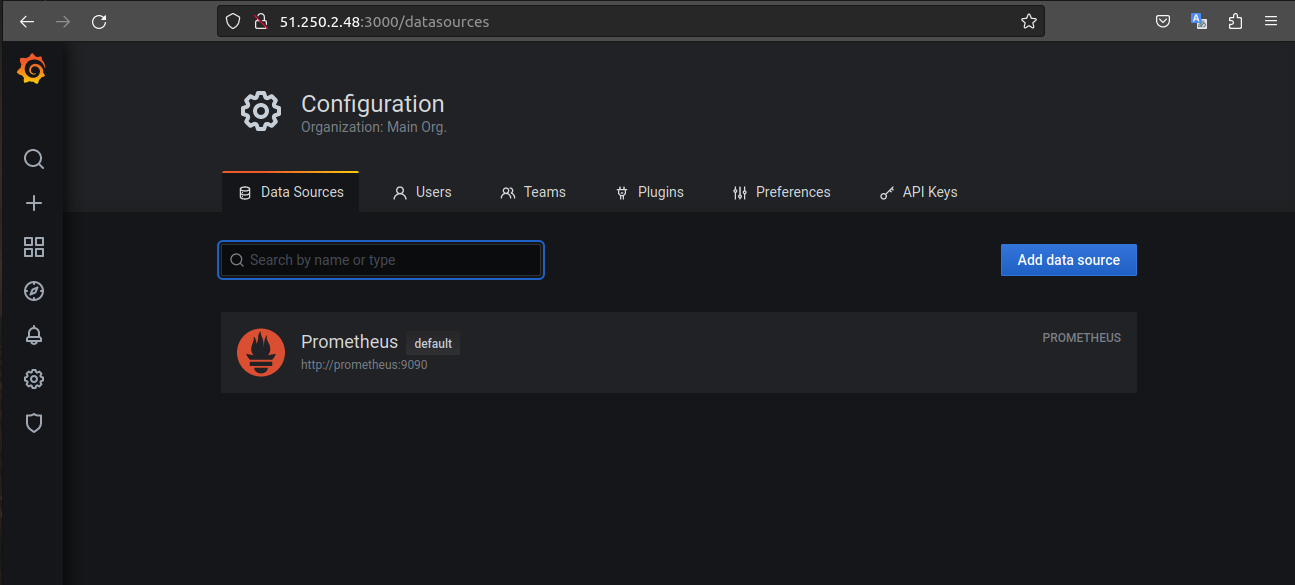 51.250.2.48:3000/datasources
Configuration
Organization: Main Org.
Data Sources Users Teams Plugins Preferences API Keys
Search by name or type Add data source
Prometheus default PROMETHEUS
http://prometheus:9090